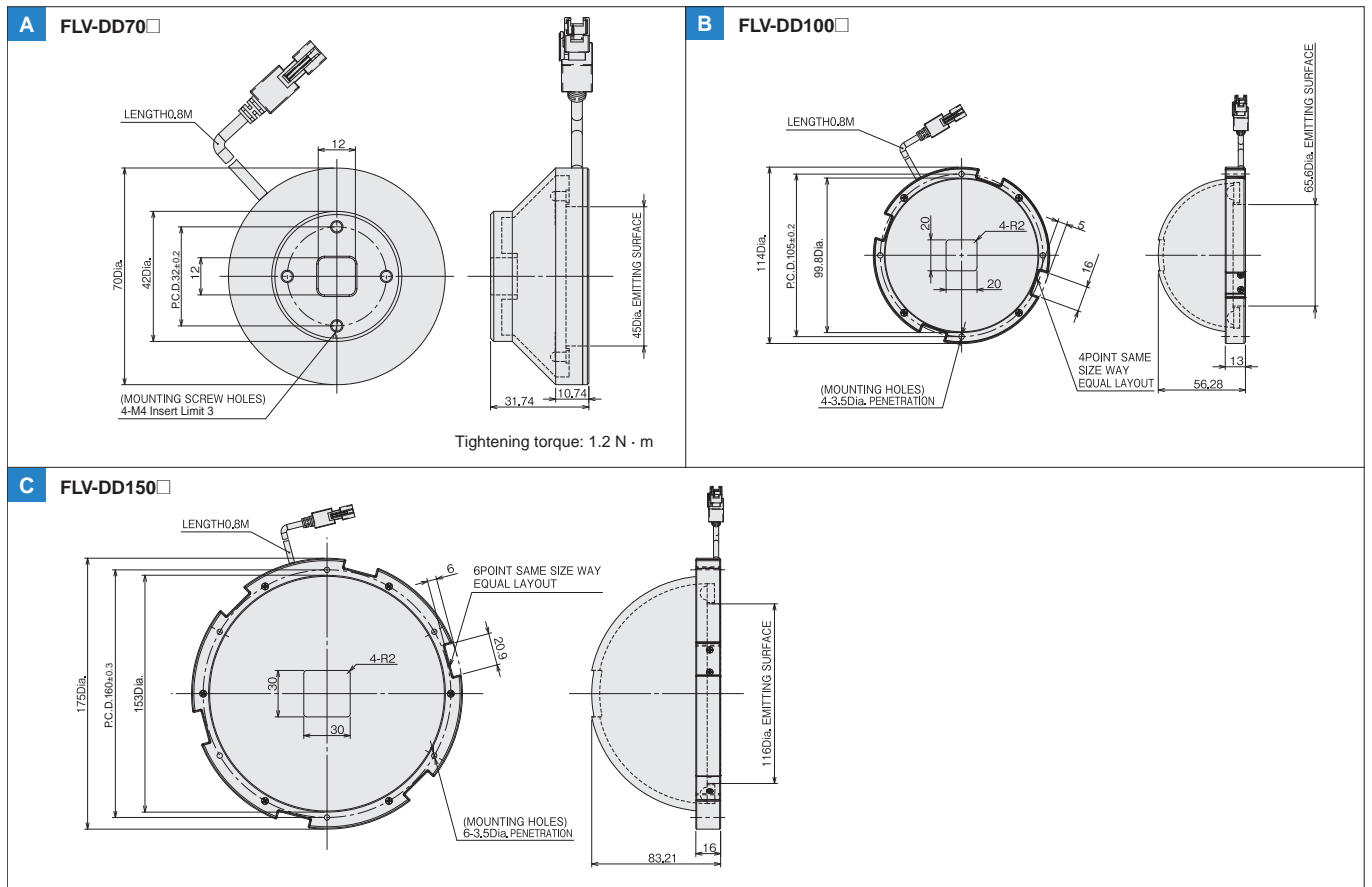 A FLV-DD70□
LENGTH0.8M
12
70Dia.
42Dia.
P.C.D.32±0.2
12
45Dia. EMITTING SURFACE
(MOUNTING SCREW HOLES)
4-M4 Insert Limit 3
10.74
31.74
Tightening torque: 1.2 N · m
B FLV-DD100□
LENGTH0.8M
65.6Dia. EMITTING SURFACE
114Dia.
P.C.D.105±0.2
99.8Dia.
20
4-R2
20
5
16
4POINT SAME
SIZE WAY
EQUAL LAYOUT
(MOUNTING HOLES)
4-3.5Dia. PENETRATION
13
56.28
C FLV-DD150□
LENGTH0.8M
6
6POINT SAME SIZE WAY
EQUAL LAYOUT
20.9
175Dia.
P.C.D.160±0.3
153Dia.
30
4-R2
30
116Dia. EMITTING SURFACE
(MOUNTING HOLES)
6-3.5Dia. PENETRATION
16
83.21